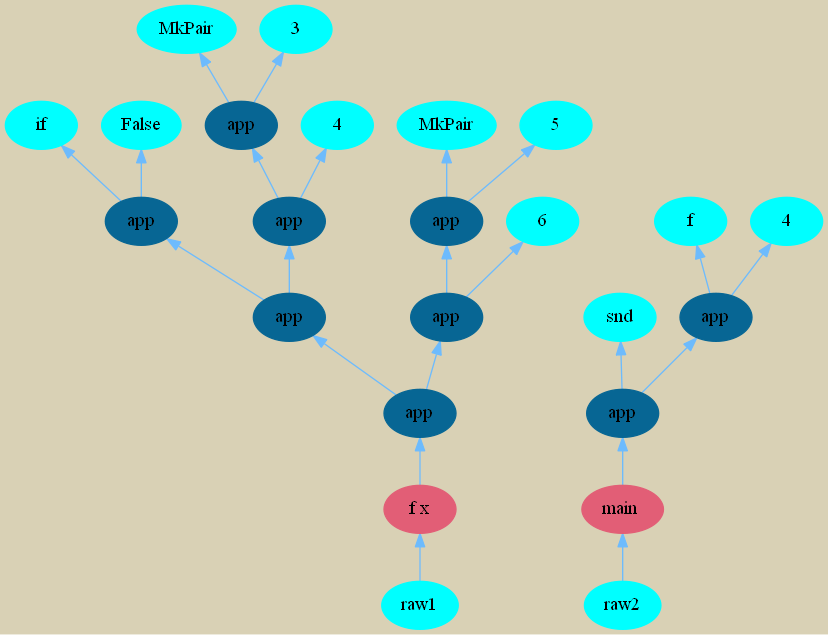 MkPair 3
if False app 4 MkPair 5
app app app 6 f 4
app app snd app
app app
f x main
raw1 raw2